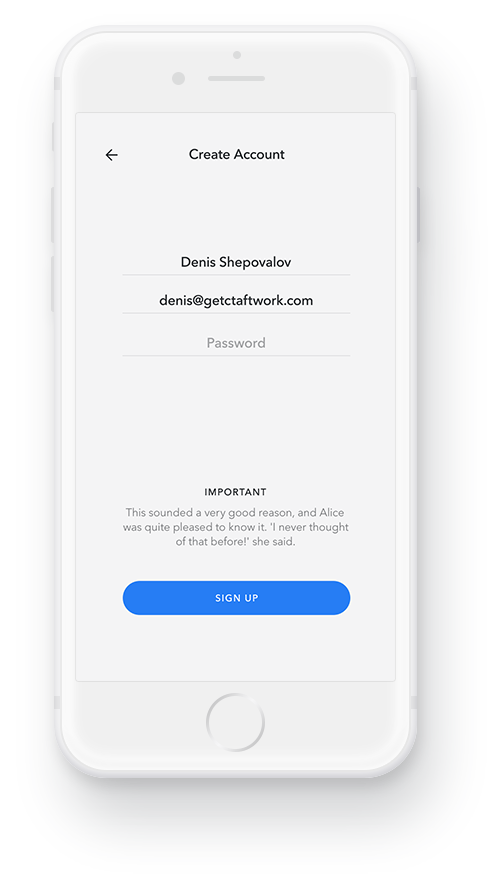 Create Account
Denis Shepovalov
denis@getctaftwork.com
Password
IMPORTANT
This sounded a very good reason, and Alice
was quite pleased to know it. 'I never thought
of that before!' she said.
SIGN UP